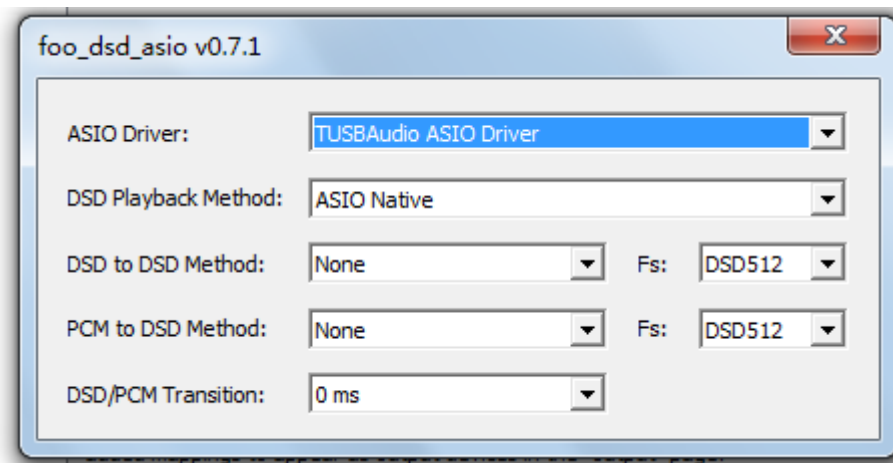 foo_dsd_asio v0.7.1
ASIO Driver: TUSBAudio ASIO Driver
DSD Playback Method: ASIO Native
DSD to DSD Method: None Fs: DSD512
PCM to DSD Method: None Fs: DSD512
DSD/PCM Transition: 0 ms